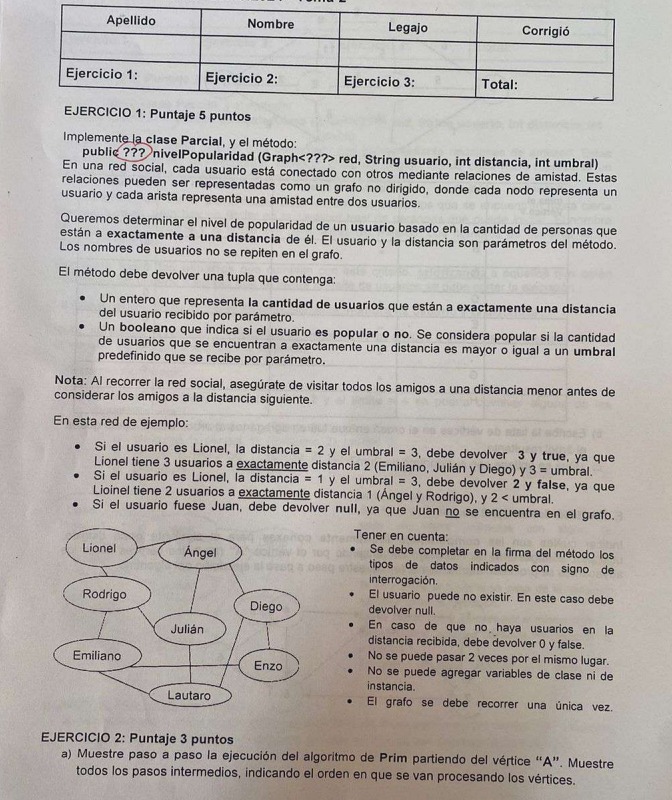 Apellido Nombre Legajo Corrigió
Ejercicio 1: Ejercicio 2: Ejercicio 3: Total:
EJERCICIO 1: Puntaje 5 puntos
Implemente la clase Parcial, y el método:
public ??? nivelPopularidad (Graph<???> red, String usuario, int distancia, int umbral)
En una red social, cada usuario está conectado con otros mediante relaciones de amistad. Estas
relaciones pueden ser representadas como un grafo no dirigido, donde cada nodo representa un
usuario y cada arista representa una amistad entre dos usuarios.
Queremos determinar el nivel de popularidad de un usuario basado en la cantidad de personas que
están a exactamente a una distancia de él. El usuario y la distancia son parámetros del método.
Los nombres de usuarios no se repiten en el grafo.
El método debe devolver una tupla que contenga:
• Un entero que representa la cantidad de usuarios que están a exactamente una distancia
del usuario recibido por parámetro.
• Un booleano que indica si el usuario es popular o no. Se considera popular si la cantidad
de usuarios que se encuentran a exactamente una distancia es mayor o igual a un umbral
predefinido que se recibe por parámetro.
Nota: Al recorrer la red social, asegúrate de visitar todos los amigos a una distancia menor antes de
considerar los amigos a la distancia siguiente.
En esta red de ejemplo:
• Si el usuario es Lionel, la distancia = 2 y el umbral = 3, debe devolver 3 y true, ya que
Lionel tiene 3 usuarios a exactamente distancia 2 (Emiliano, Julián y Diego) y 3 = umbral.
• Si el usuario es Lionel, la distancia = 1 y el umbral = 3, debe devolver 2 y false, ya que
Lioinel tiene 2 usuarios a exactamente distancia 1 (Ángel y Rodrigo), y 2 < umbral.
• Si el usuario fuese Juan, debe devolver null, ya que Juan no se encuentra en el grafo.
Lionel
Ángel
Rodrigo
Diego
Julián
Emiliano
Enzo
Lautaro
Tener en cuenta:
• Se debe completar en la firma del método los
tipos de datos indicados con signo de
interrogación.
• El usuario puede no existir. En este caso debe
devolver null.
• En caso de que no haya usuarios en la
distancia recibida, debe devolver 0 y false.
• No se puede pasar 2 veces por el mismo lugar.
• No se puede agregar variables de clase ni de
instancia.
• El grafo se debe recorrer una única vez.
EJERCICIO 2: Puntaje 3 puntos
a) Muestre paso a paso la ejecución del algoritmo de Prim partiendo del vértice “A”. Muestre
todos los pasos intermedios, indicando el orden en que se van procesando los vértices.